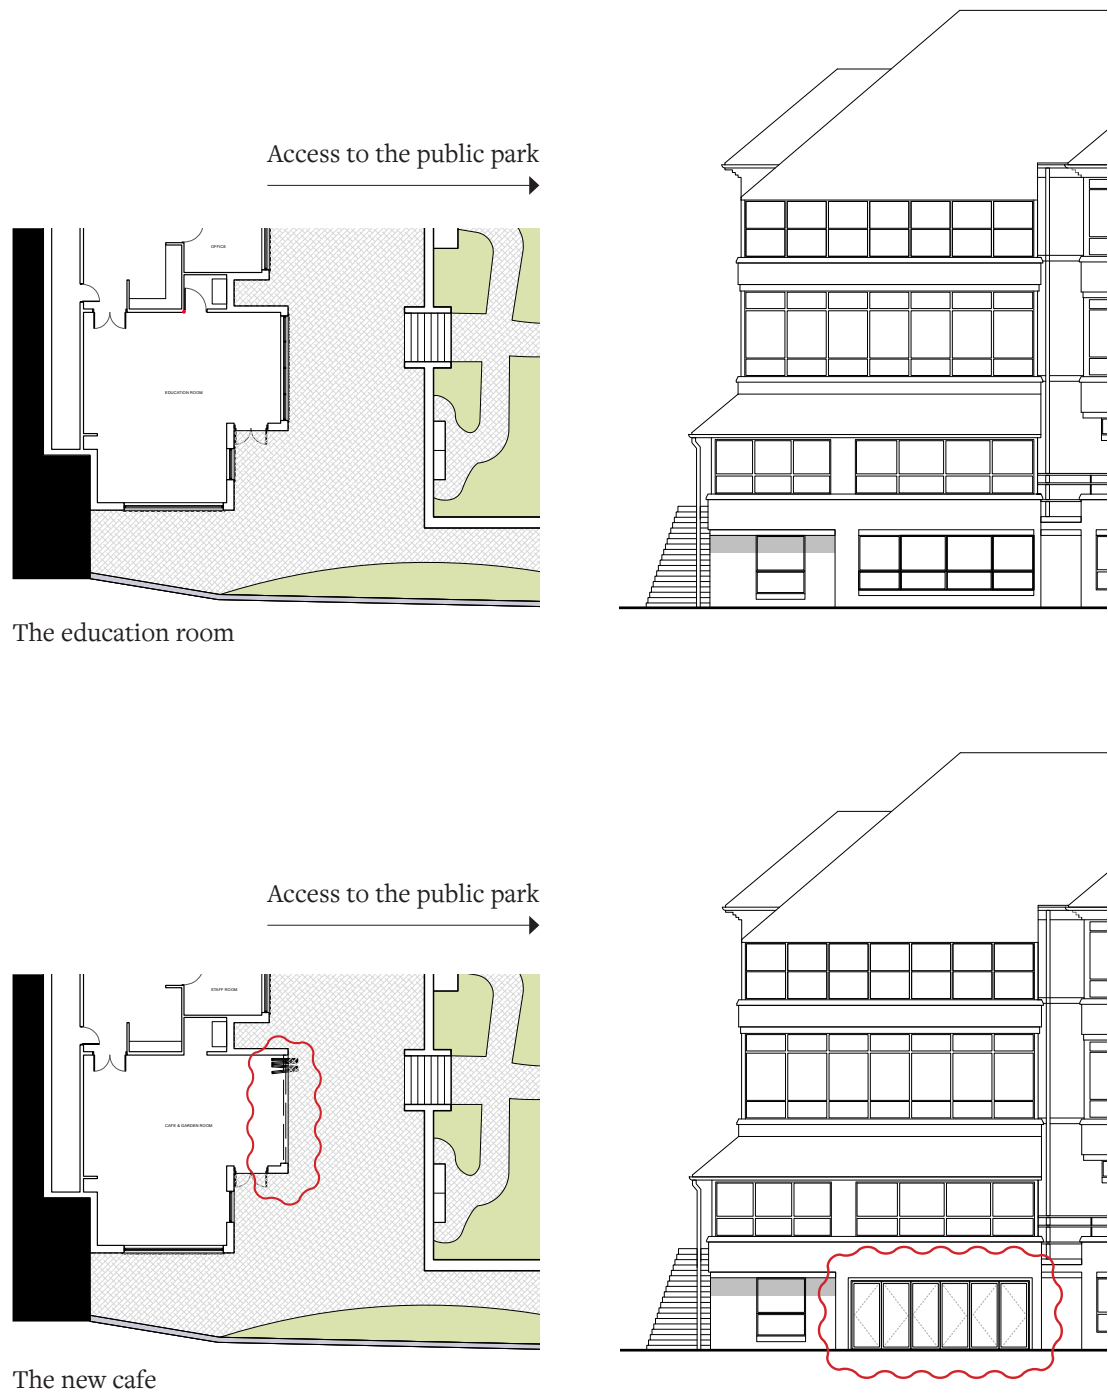 Access to the public park
OFFICE
EDUCATION ROOM
The education room
Access to the public park
STAFF ROOM
CAFE & GARDEN ROOM
The new cafe